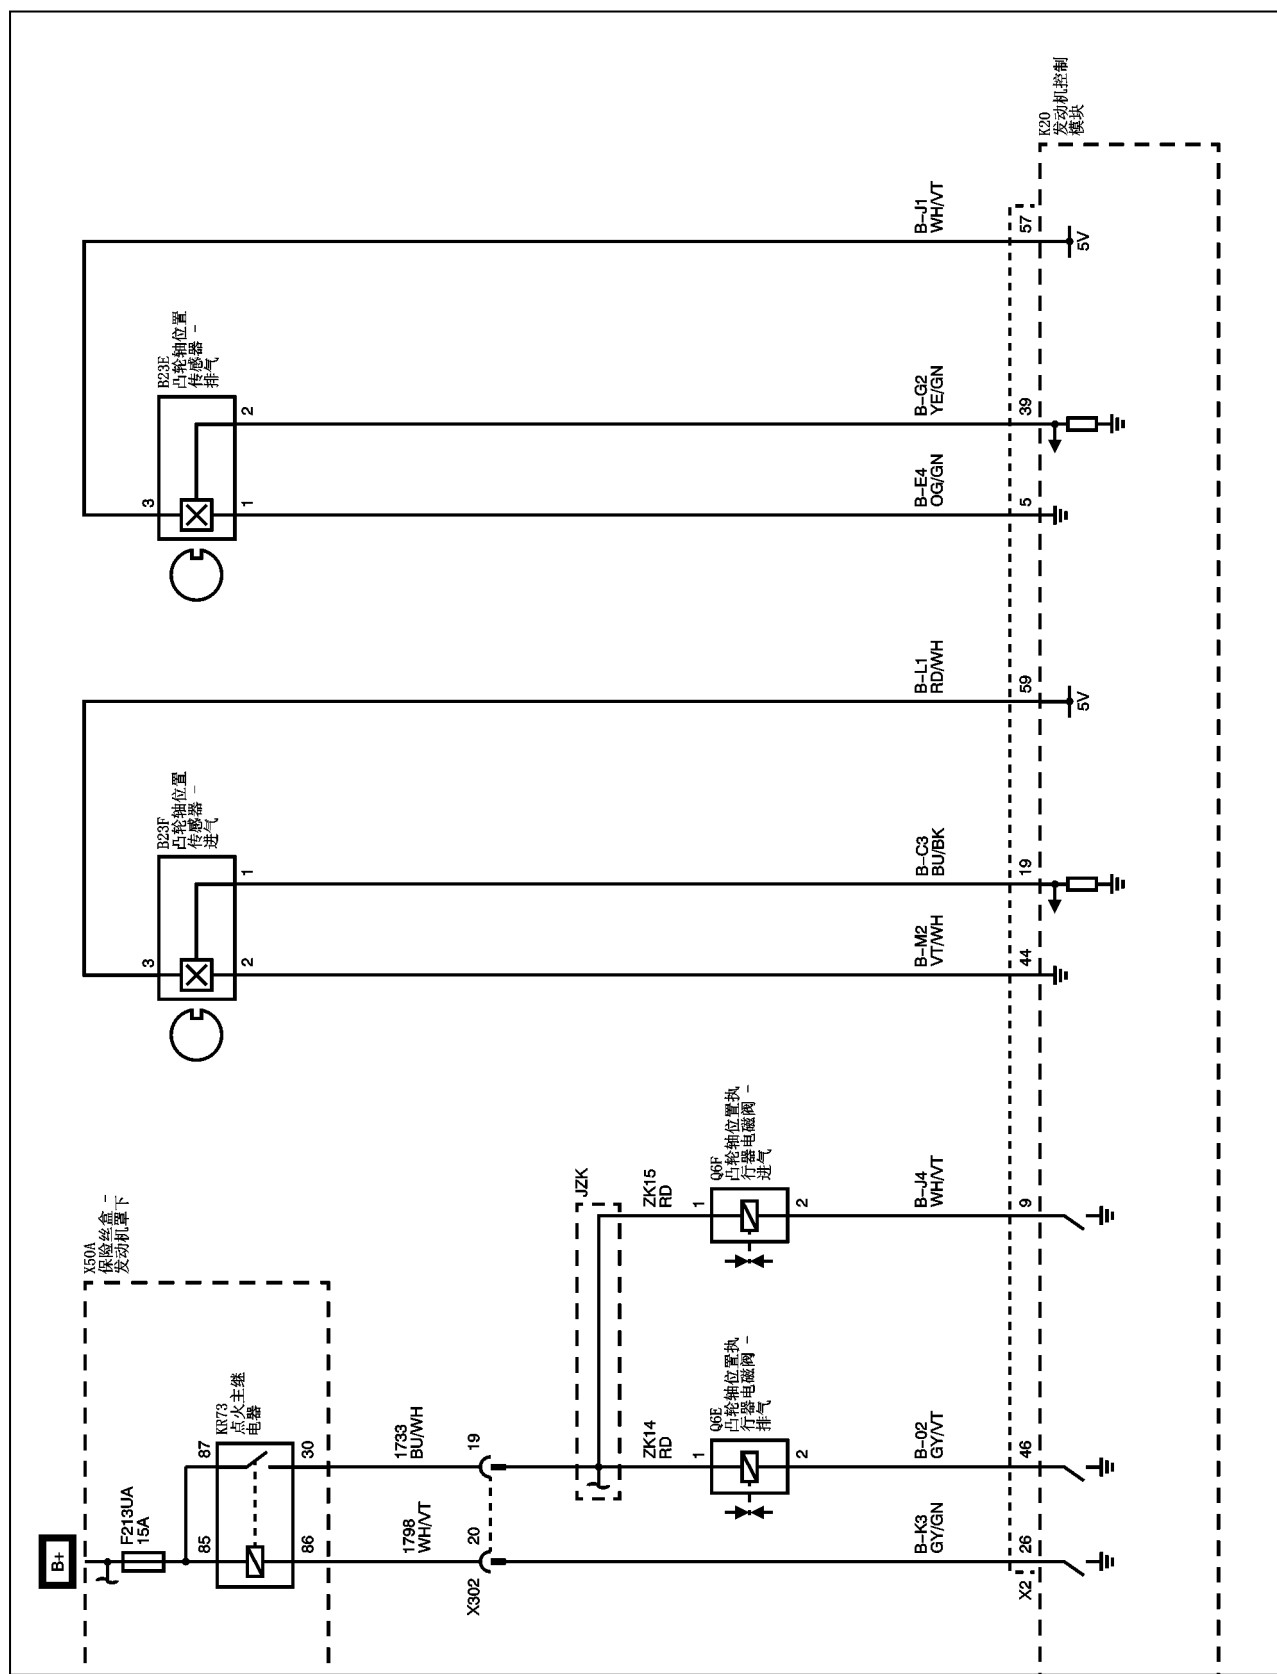 B+
X50A
保险丝盒 -
发动机罩下
F213UA
15A
KR73
点火主继
电器
85
87
86
30
1798
WH/VT
1733
BU/WH
X302
20
19
JZK
ZK14
RD
ZK15
RD
Q6E
凸轮轴位置执
行器电磁阀 -
排气
1
2
Q6F
凸轮轴位置执
行器电磁阀 -
进气
1
2
B23F
凸轮轴位置
传感器 -
进气
3
2
1
B23E
凸轮轴位置
传感器 -
排气
3
1
2
B-K3
GY/GN
B-02
GY/VT
B-J4
WH/VT
B-M2
VT/WH
B-C3
BU/BK
B-L1
RD/WH
B-E4
OG/GN
B-G2
YE/GN
B-J1
WH/VT
X2
26
46
9
44
19
59
5
39
57
5V
5V
K20
发动机控制
模块